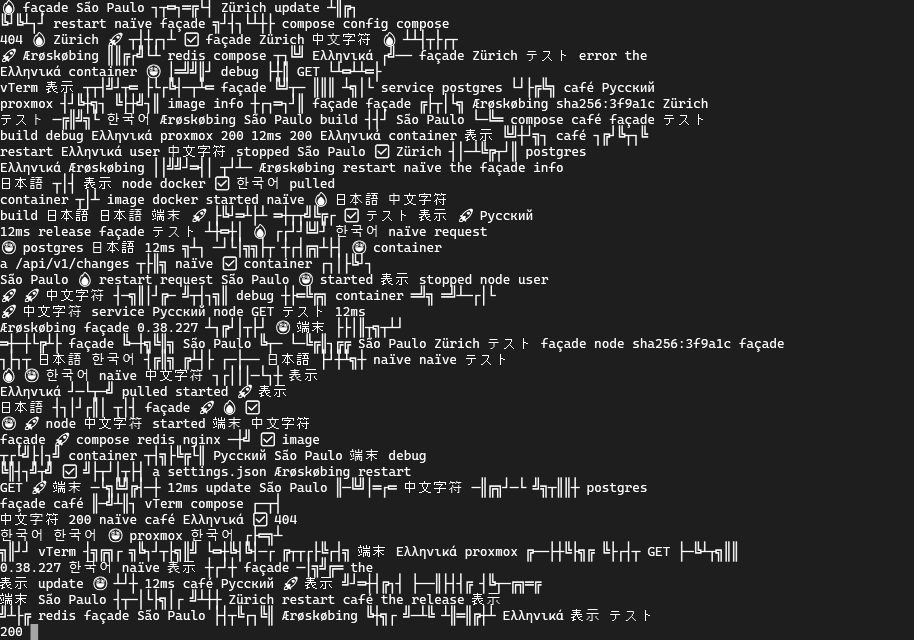 🔥 façade São Paulo Zürich update
restart naïve façade compose config compose
404 🔥 Zürich 🚀 ☑ façade Zürich 中文字符 🔥
🚀 Ærøskøbing redis compose Ελληνικά façade Zürich テスト error the
Ελληνικά container 😀 debug GET
vTerm 表示 façade service postgres café Русский
proxmox image info façade façade Ærøskøbing sha256:3f9a1c Zürich
テスト 한국어 Ærøskøbing São Paulo build São Paulo compose café façade テスト
build debug Ελληνικά proxmox 200 12ms 200 Ελληνικά container 表示 café
restart Ελληνικά user 中文字符 stopped São Paulo ☑ Zürich postgres
Ελληνικά Ærøskøbing restart naïve the façade info
日本語 表示 node docker ☑ 한국어 pulled
container image docker started naïve 🔥 日本語 中文字符
build 日本語 日本語 端末 🚀 ☑ テスト 表示 🚀 Русский
12ms release façade テスト 🔥 한국어 naïve request
😀 postgres 日本語 12ms 😀 container
a /api/v1/changes naïve ☑ container
São Paulo 🔥 restart request São Paulo 😀 started 表示 stopped node user
🚀 🚀 中文字符 debug container
🚀 中文字符 service Русский node GET テスト 12ms
Ærøskøbing façade 0.38.227 😀 端末
façade São Paulo São Paulo Zürich テスト façade node sha256:3f9a1c façade
日本語 한국어 日本語 naïve naïve テスト
🔥 😀 한국어 naïve 中文字符 表示
Ελληνικά pulled started 🚀 表示
日本語 façade 🚀 🔥 ☑
😀 🚀 node 中文字符 started 端末 中文字符
façade 🚀 compose redis nginx ☑ image
container Русский São Paulo 端末 debug
☑ a settings.json Ærøskøbing restart
GET 🚀 端末 12ms update São Paulo 中文字符 postgres
façade café vTerm compose
中文字符 200 naïve café Ελληνικά ☑ 404
한국어 한국어 😀 proxmox 한국어
vTerm 端末 Ελληνικά proxmox GET
0.38.227 한국어 naïve 表示 façade the
表示 update 😀 12ms café Русский 🚀 表示
端末 São Paulo Zürich restart café the release 表示
redis façade São Paulo Ærøskøbing Ελληνικά 表示 テスト
200